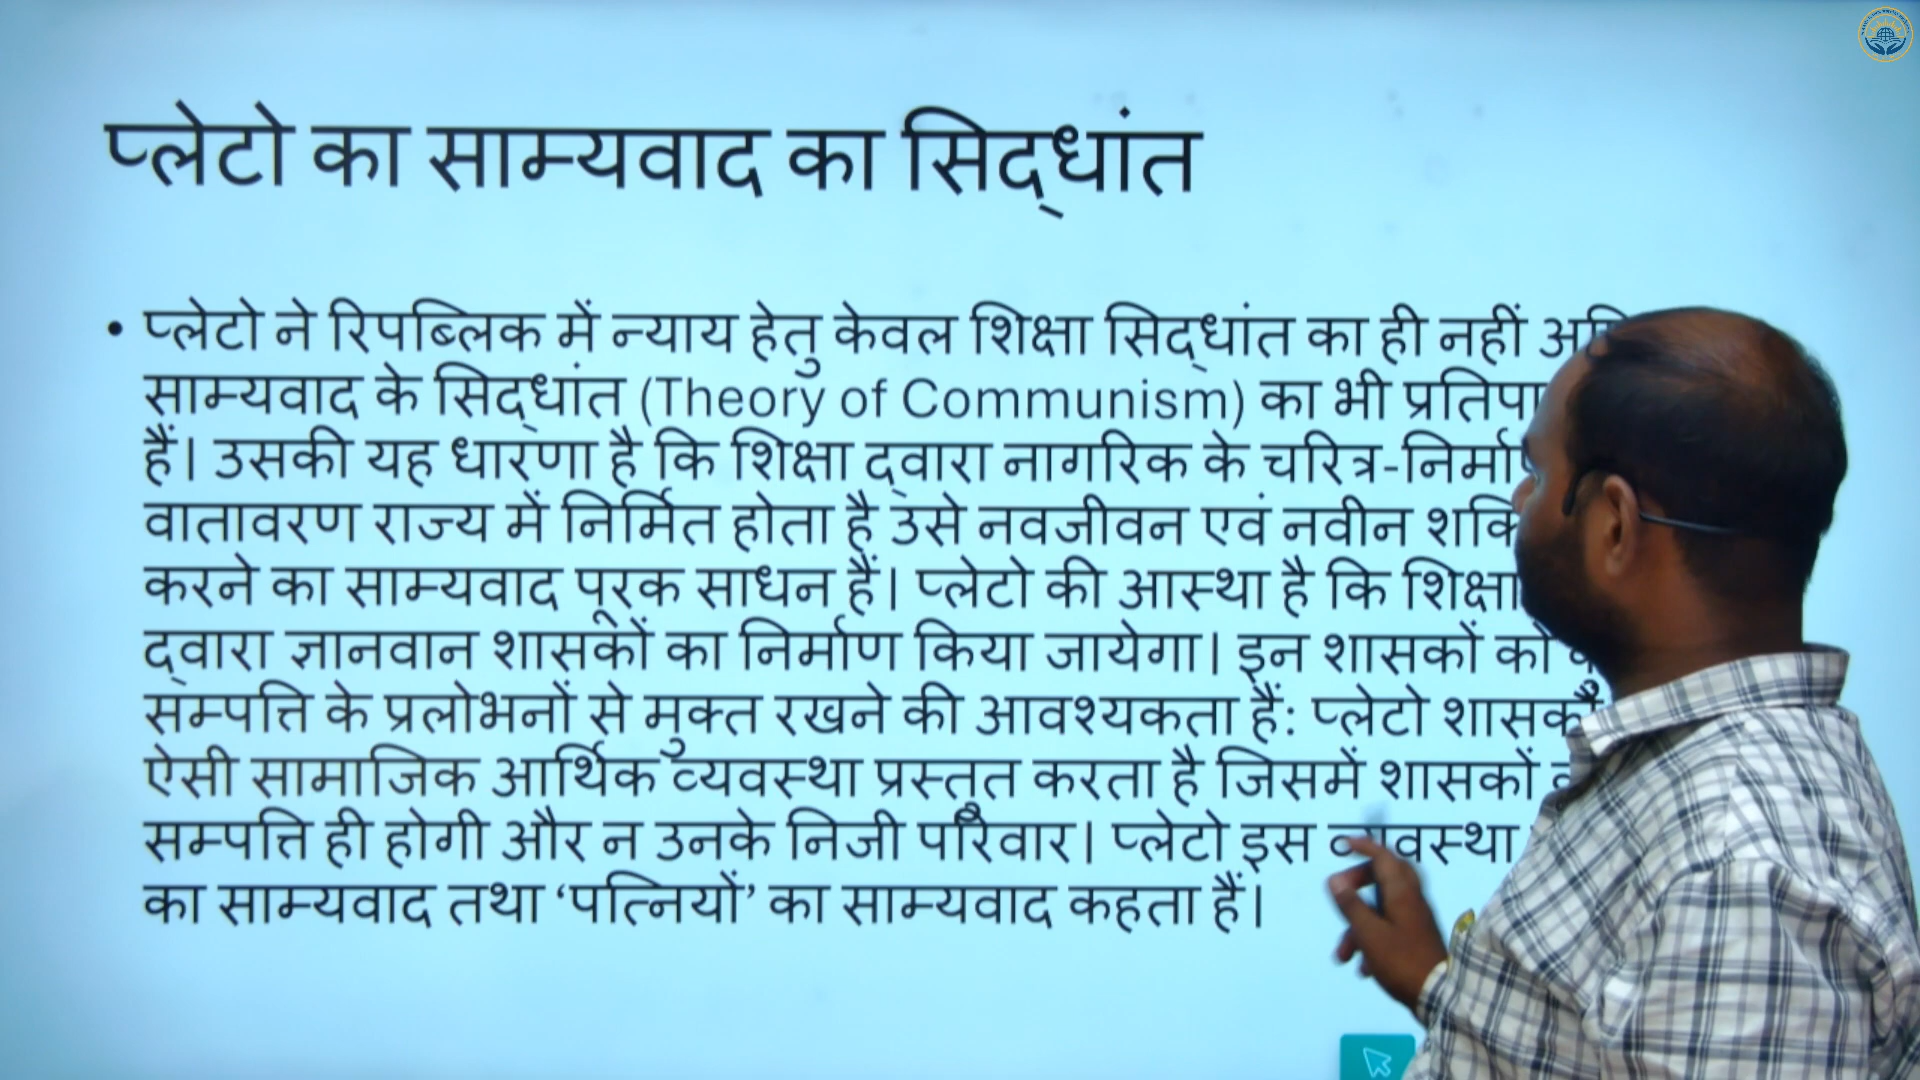 प्लेटो का साम्यवाद का सिद्धांत
• प्लेटो ने रिपब्लिक में न्याय हेतु केवल शिक्षा सिद्धांत का ही नहीं
साम्यवाद के सिद्धांत (Theory of Communism) का भी
हैं। उसकी यह धारणा है कि शिक्षा द्वारा नागरिक के
वातावरण राज्य में निर्मित होता है उसे नवजीवन एवं नवीन
करने का साम्यवाद पूरक साधन हैं। प्लेटो की आस्था है कि शिक्षा
द्वारा ज्ञानवान शासकों का निर्माण किया जायेगा। इन शासकों को
सम्पत्ति के प्रलोभनों से मुक्त रखने की आवश्यकता हैं: प्लेटो
ऐसी सामाजिक आर्थिक व्यवस्था प्रस्तुत करता है जिसमें शासकों
सम्पत्ति ही होगी और न उनके निजी परिवार। प्लेटो इस व्यवस्था
का साम्यवाद तथा ‘पत्नियों’ का साम्यवाद कहता हैं।